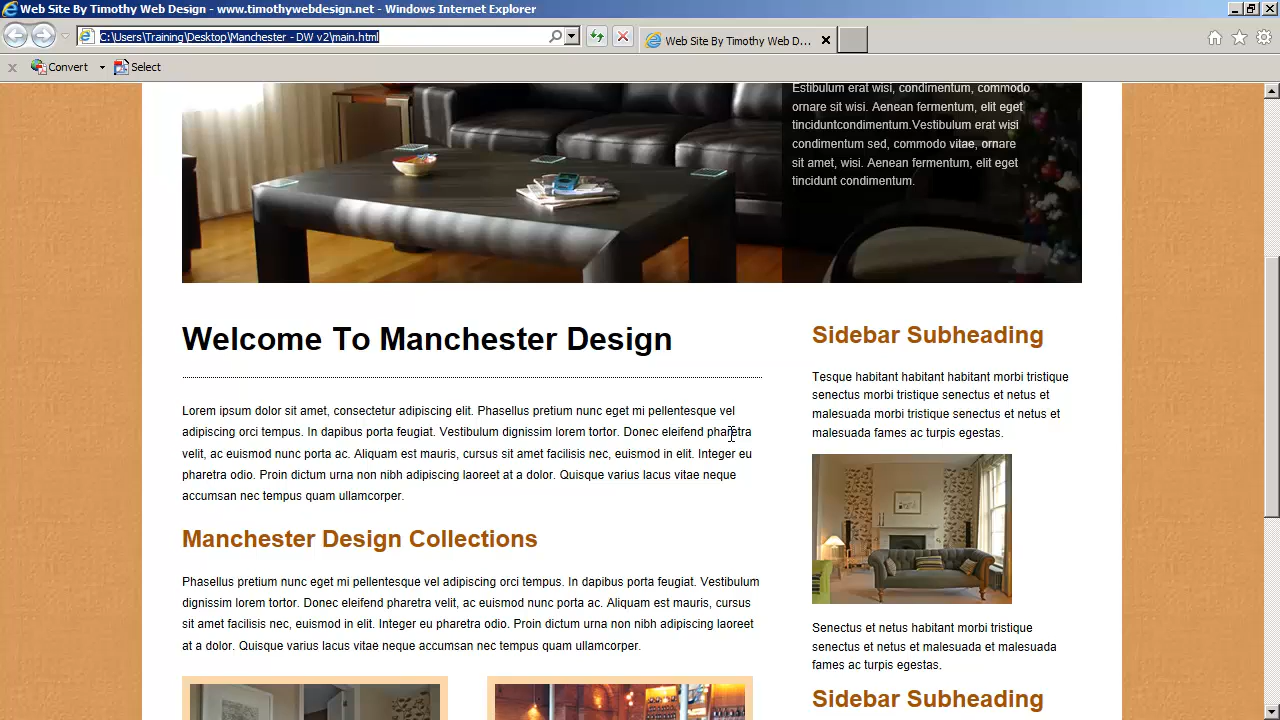 Web Site By Timothy Web Design - www.timothywebdesign.net - Windows Internet Explorer
C:\Users\Training\Desktop\Manchester - DW v2\main.html
Web Site By Timothy Web D...
Convert
Select
Estibulum erat wisi, condimentum, commodo
ornare sit wisi. Aenean fermentum, elit eget
tinciduntcondimentum.Vestibulum erat wisi
condimentum sed, commodo vitae, ornare
sit amet, wisi. Aenean fermentum, elit eget
tincidunt condimentum.
Welcome To Manchester Design
Lorem ipsum dolor sit amet, consectetur adipiscing elit. Phasellus pretium nunc eget mi pellentesque vel
adipiscing orci tempus. In dapibus porta feugiat. Vestibulum dignissim lorem tortor. Donec eleifend pharetra
velit, ac euismod nunc porta ac. Aliquam est mauris, cursus sit amet facilisis nec, euismod in elit. Integer eu
pharetra odio. Proin dictum urna non nibh adipiscing laoreet at a dolor. Quisque varius lacus vitae neque
accumsan nec tempus quam ullamcorper.
Manchester Design Collections
Phasellus pretium nunc eget mi pellentesque vel adipiscing orci tempus. In dapibus porta feugiat. Vestibulum
dignissim lorem tortor. Donec eleifend pharetra velit, ac euismod nunc porta ac. Aliquam est mauris, cursus
sit amet facilisis nec, euismod in elit. Integer eu pharetra odio. Proin dictum urna non nibh adipiscing laoreet
at a dolor. Quisque varius lacus vitae neque accumsan nec tempus quam ullamcorper.
Sidebar Subheading
Tesque habitant habitant habitant morbi tristique
senectus morbi tristique senectus et netus et
malesuada morbi tristique senectus et netus et
malesuada fames ac turpis egestas.
Senectus et netus habitant morbi tristique
senectus et netus et malesuada et malesuada
fames ac turpis egestas.
Sidebar Subheading